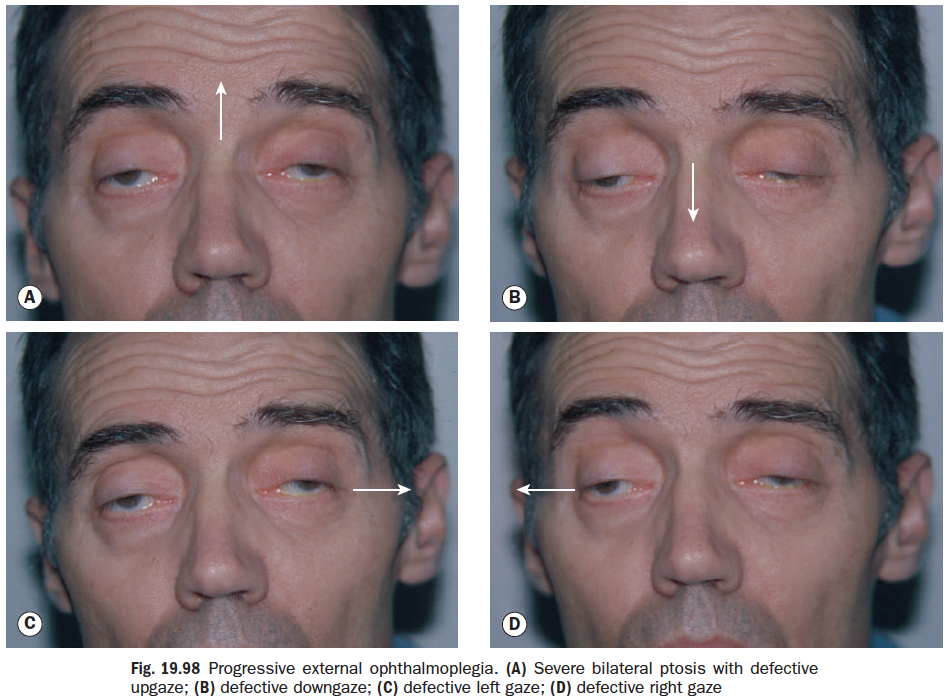 A
B
C
D
Fig. 19.98 Progressive external ophthalmoplegia. (A) Severe bilateral ptosis with defective
upgaze; (B) defective downgaze; (C) defective left gaze; (D) defective right gaze